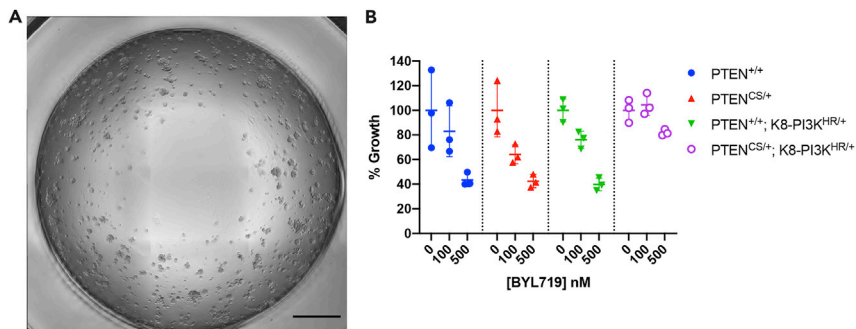 A
B
140
120
100
80
60
40
20
0
% Growth
0 100 500 0 100 500 0 100 500 0 100 500
[BYL719] nM
PTEN+/+
PTENCS/+
PTEN+/+; K8-PI3KHR/+
PTENCS/+; K8-PI3KHR/+